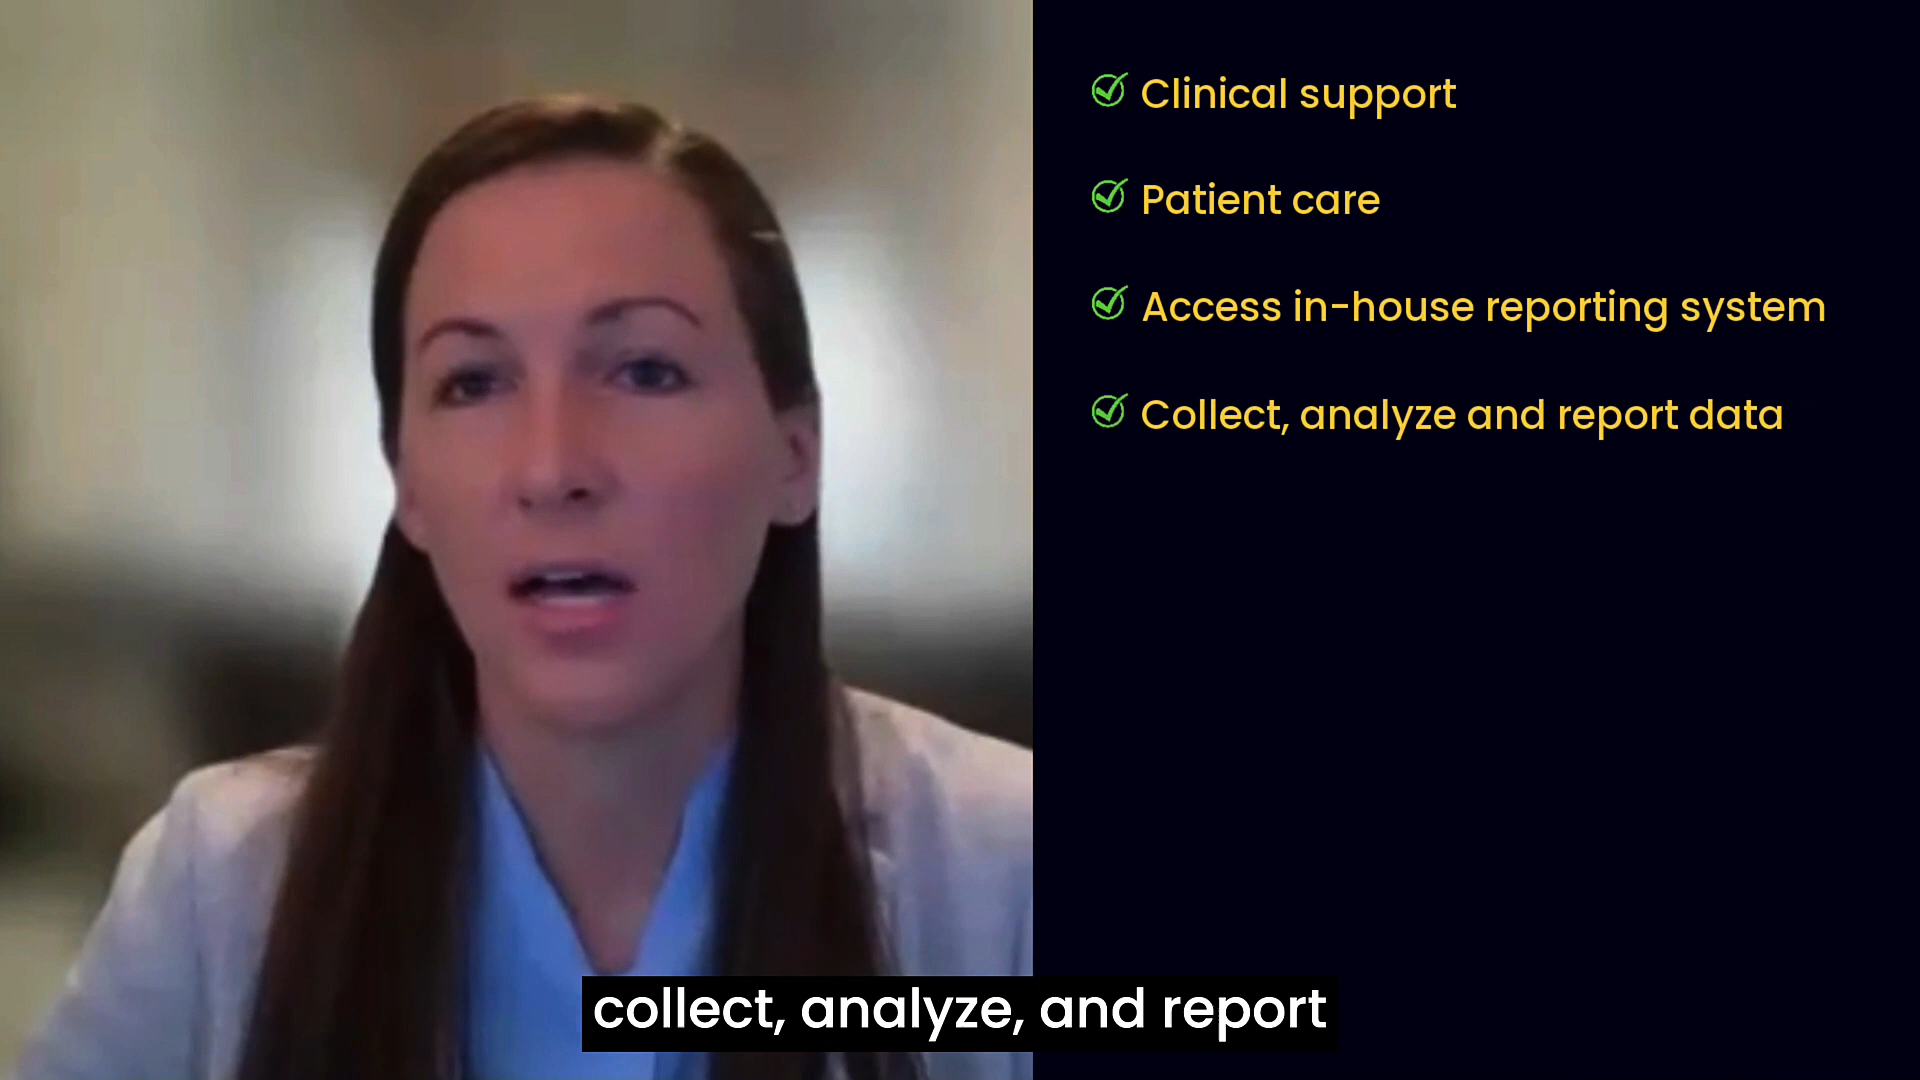 Clinical support
Patient care
Access in-house reporting system
Collect, analyze and report data
collect, analyze, and report